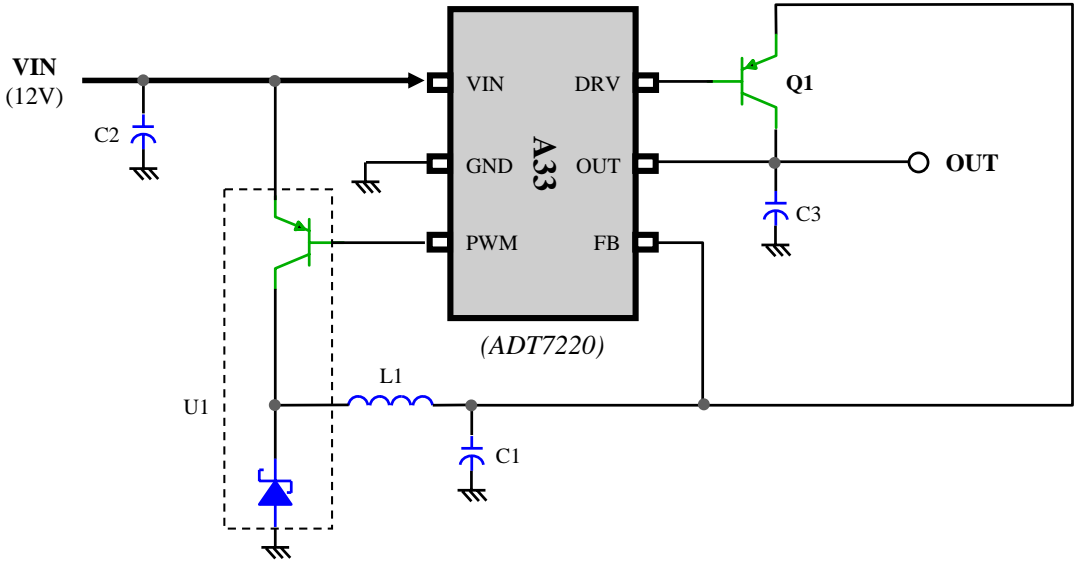 VIN
(12V)
C2
VIN
DRV
Q1
GND
A33
OUT
OUT
C3
PWM
FB
(ADT7220)
U1
L1
C1